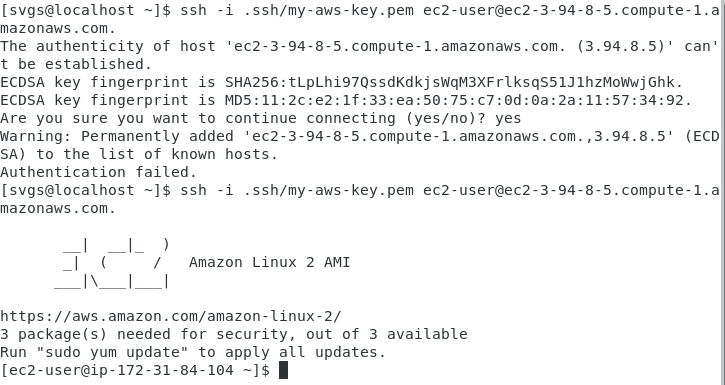 [svgs@localhost ~]$ ssh -i .ssh/my-aws-key.pem ec2-user@ec2-3-94-8-5.compute-1.a
mazonaws.com.
The authenticity of host 'ec2-3-94-8-5.compute-1.amazonaws.com. (3.94.8.5)' can'
t be established.
ECDSA key fingerprint is SHA256:tLpLhi97QssdKdkjsWqM3XFrlksqS51J1hzMoWwjGhk.
ECDSA key fingerprint is MD5:11:2c:e2:1f:33:ea:50:75:c7:0d:0a:2a:11:57:34:92.
Are you sure you want to continue connecting (yes/no)? yes
Warning: Permanently added 'ec2-3-94-8-5.compute-1.amazonaws.com.,3.94.8.5' (ECD
SA) to the list of known hosts.
Authentication failed.
[svgs@localhost ~]$ ssh -i .ssh/my-aws-key.pem ec2-user@ec2-3-94-8-5.compute-1.a
mazonaws.com.
       __|  __|_  )
       _|  (     /   Amazon Linux 2 AMI
      ___|\___|___|
https://aws.amazon.com/amazon-linux-2/
3 package(s) needed for security, out of 3 available
Run "sudo yum update" to apply all updates.
[ec2-user@ip-172-31-84-104 ~]$